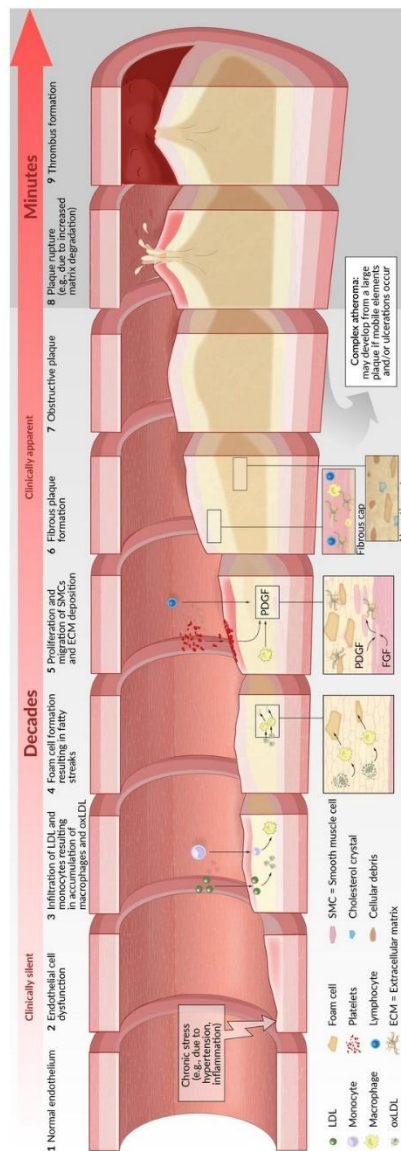 Decades
Minutes
Clinically silent
Clinically apparent
1 Normal endothelium
2 Endothelial cell
dysfunction
3 Infiltration of LDL and
monocytes resulting
in accumulation of
macrophages and oxLDL
4 Foam cell formation
resulting in fatty
streaks
5 Proliferation and
migration of SMCs
and ECM deposition
6 Fibrous plaque
formation
7 Obstructive plaque
8 Plaque rupture
(e.g., due to increased
matrix degradation)
9 Thrombus formation
Chronic stress
(e.g., due to
hypertension,
inflammation)
PDGF
PDGF
FGF
Fibrous cap
Complex atheroma:
may develop from a large
plaque if mobile elements
and/or ulcerations occur
LDL
Monocyte
Macrophage
oxLDL
Foam cell
Platelets
Lymphocyte
ECM = Extracellular matrix
SMC = Smooth muscle cell
Cholesterol crystal
Cellular debris